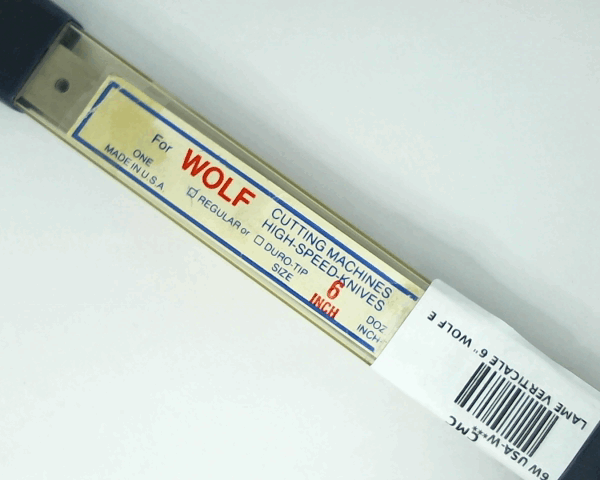 For WOLF CUTTING MACHINES
HIGH-SPEED-KNIVES
ONE
MADE IN U.S.A
REGULAR or DURO-TIP
SIZE
6
INCH
DOZ
INCH
LAME VERTICALE 6" WOLF E
CMC
6W USA-W***